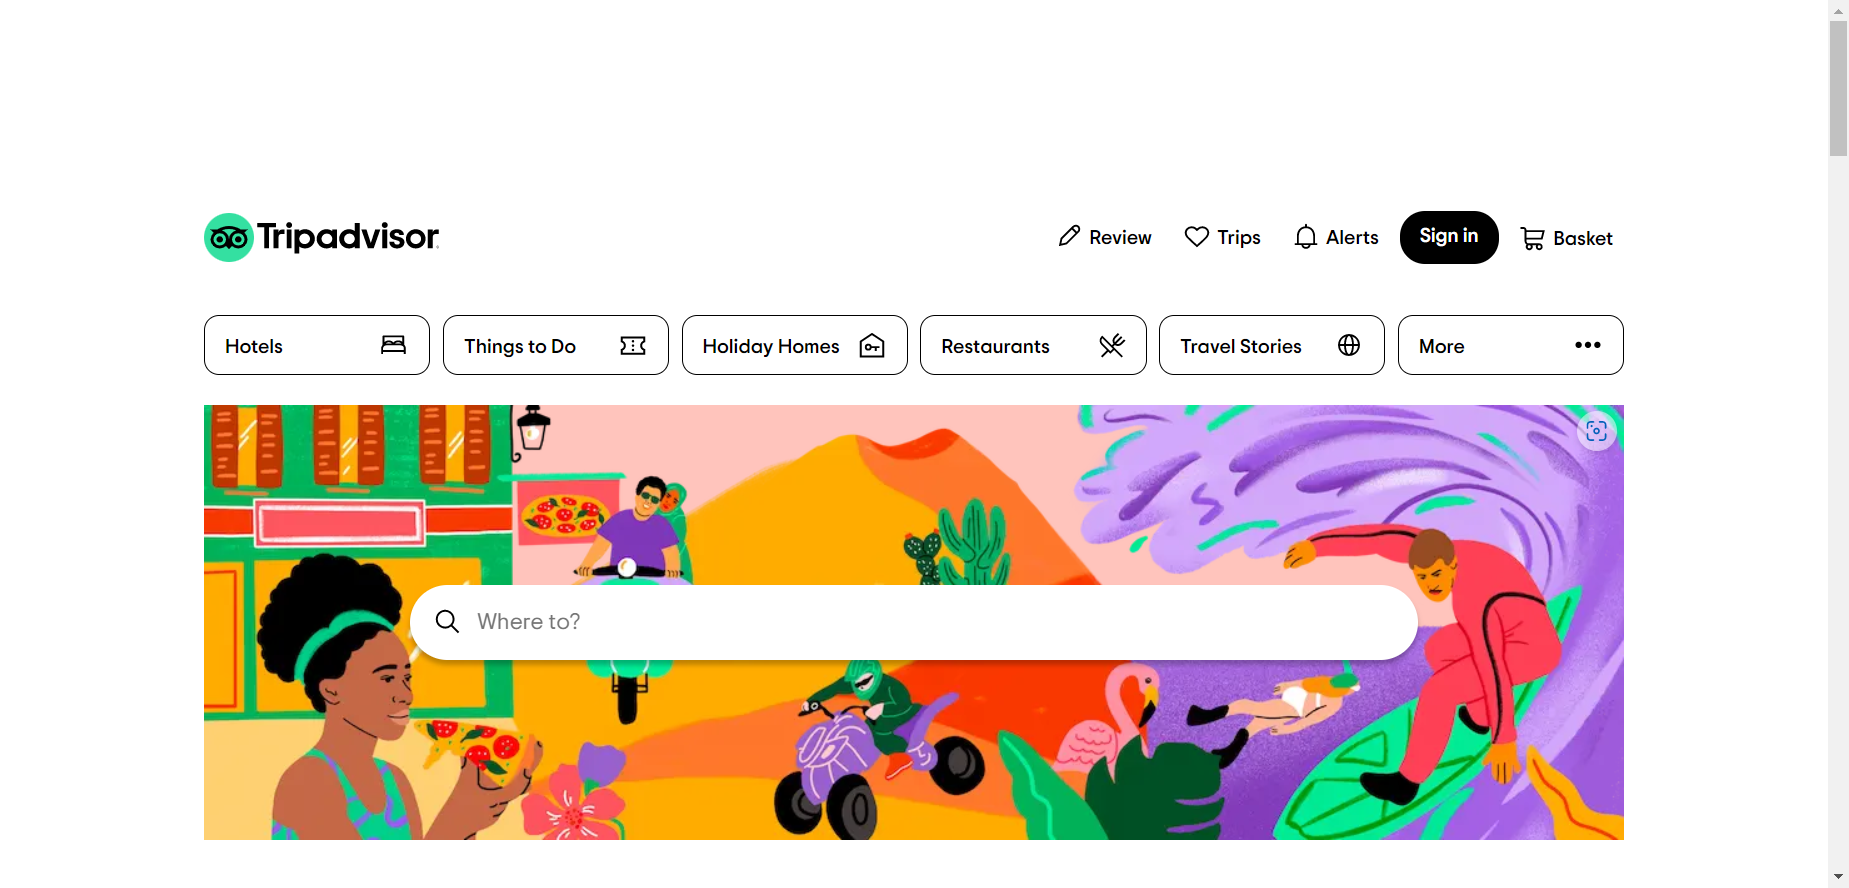 Tripadvisor
Review Trips Alerts Sign in Basket
Hotels Things to Do Holiday Homes Restaurants Travel Stories More
Where to?